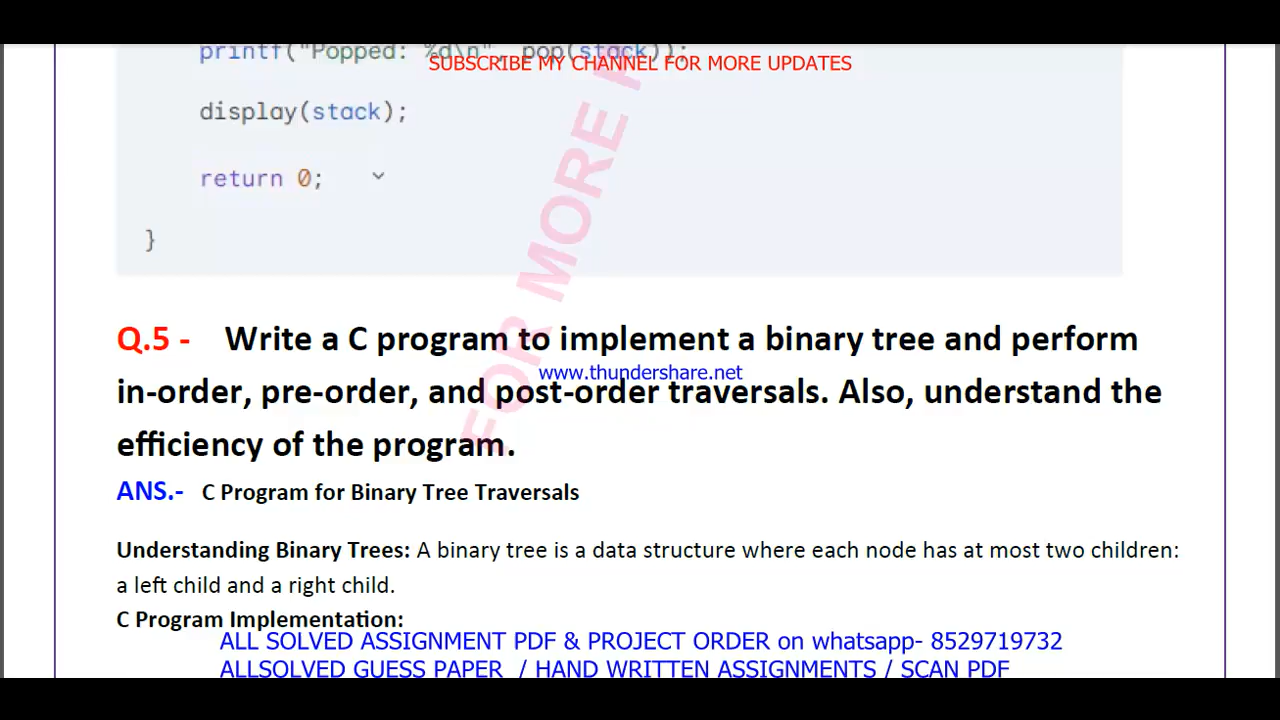 printf("Popped: %d\n", pop(stack));
SUBSCRIBE MY CHANNEL FOR MORE UPDATES
display(stack);
return 0;
}
FOR MORE
Q.5 - Write a C program to implement a binary tree and perform
www.thundershare.net
in-order, pre-order, and post-order traversals. Also, understand the
efficiency of the program.
ANS.- C Program for Binary Tree Traversals
Understanding Binary Trees: A binary tree is a data structure where each node has at most two children:
a left child and a right child.
C Program Implementation:
ALL SOLVED ASSIGNMENT PDF & PROJECT ORDER on whatsapp- 8529719732
ALLSOLVED GUESS PAPER / HAND WRITTEN ASSIGNMENTS / SCAN PDF